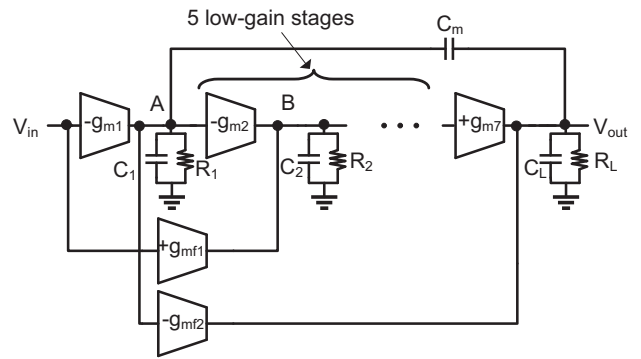 5 low-gain stages
Cm
A
B
Vin
-gm1
-gm2
+gm7
Vout
C1
R1
C2
R2
CL
RL
+gmf1
-gmf2